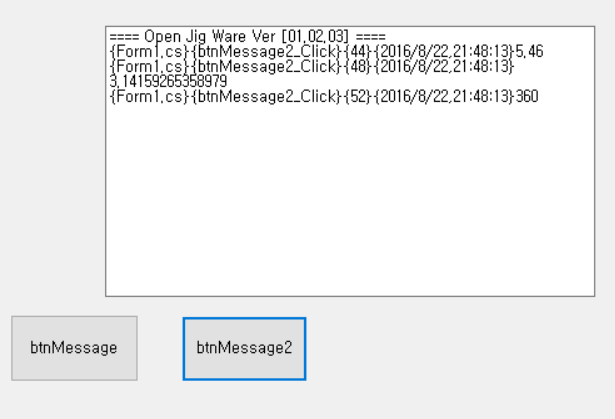 ==== Open Jig Ware Ver [01,02,03] ====
{Form1,cs}{btnMessage2_Click}{44}{2016/8/22,21:48:13}5,46
{Form1,cs}{btnMessage2_Click}{48}{2016/8/22,21:48:13}
3,14159265358979
{Form1,cs}{btnMessage2_Click}{52}{2016/8/22,21:48:13}360
btnMessage
btnMessage2